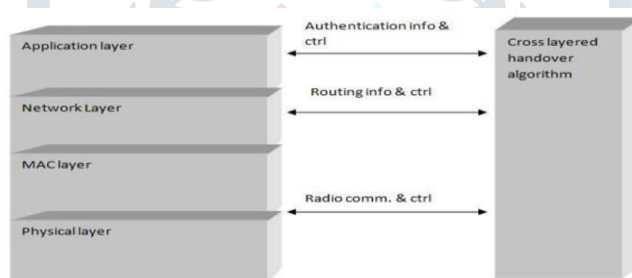 Application layer
Network Layer
MAC layer
Physical layer
Authentication info &
ctrl
Routing info & ctrl
Radio comm. & ctrl
Cross layered
handover
algorithm